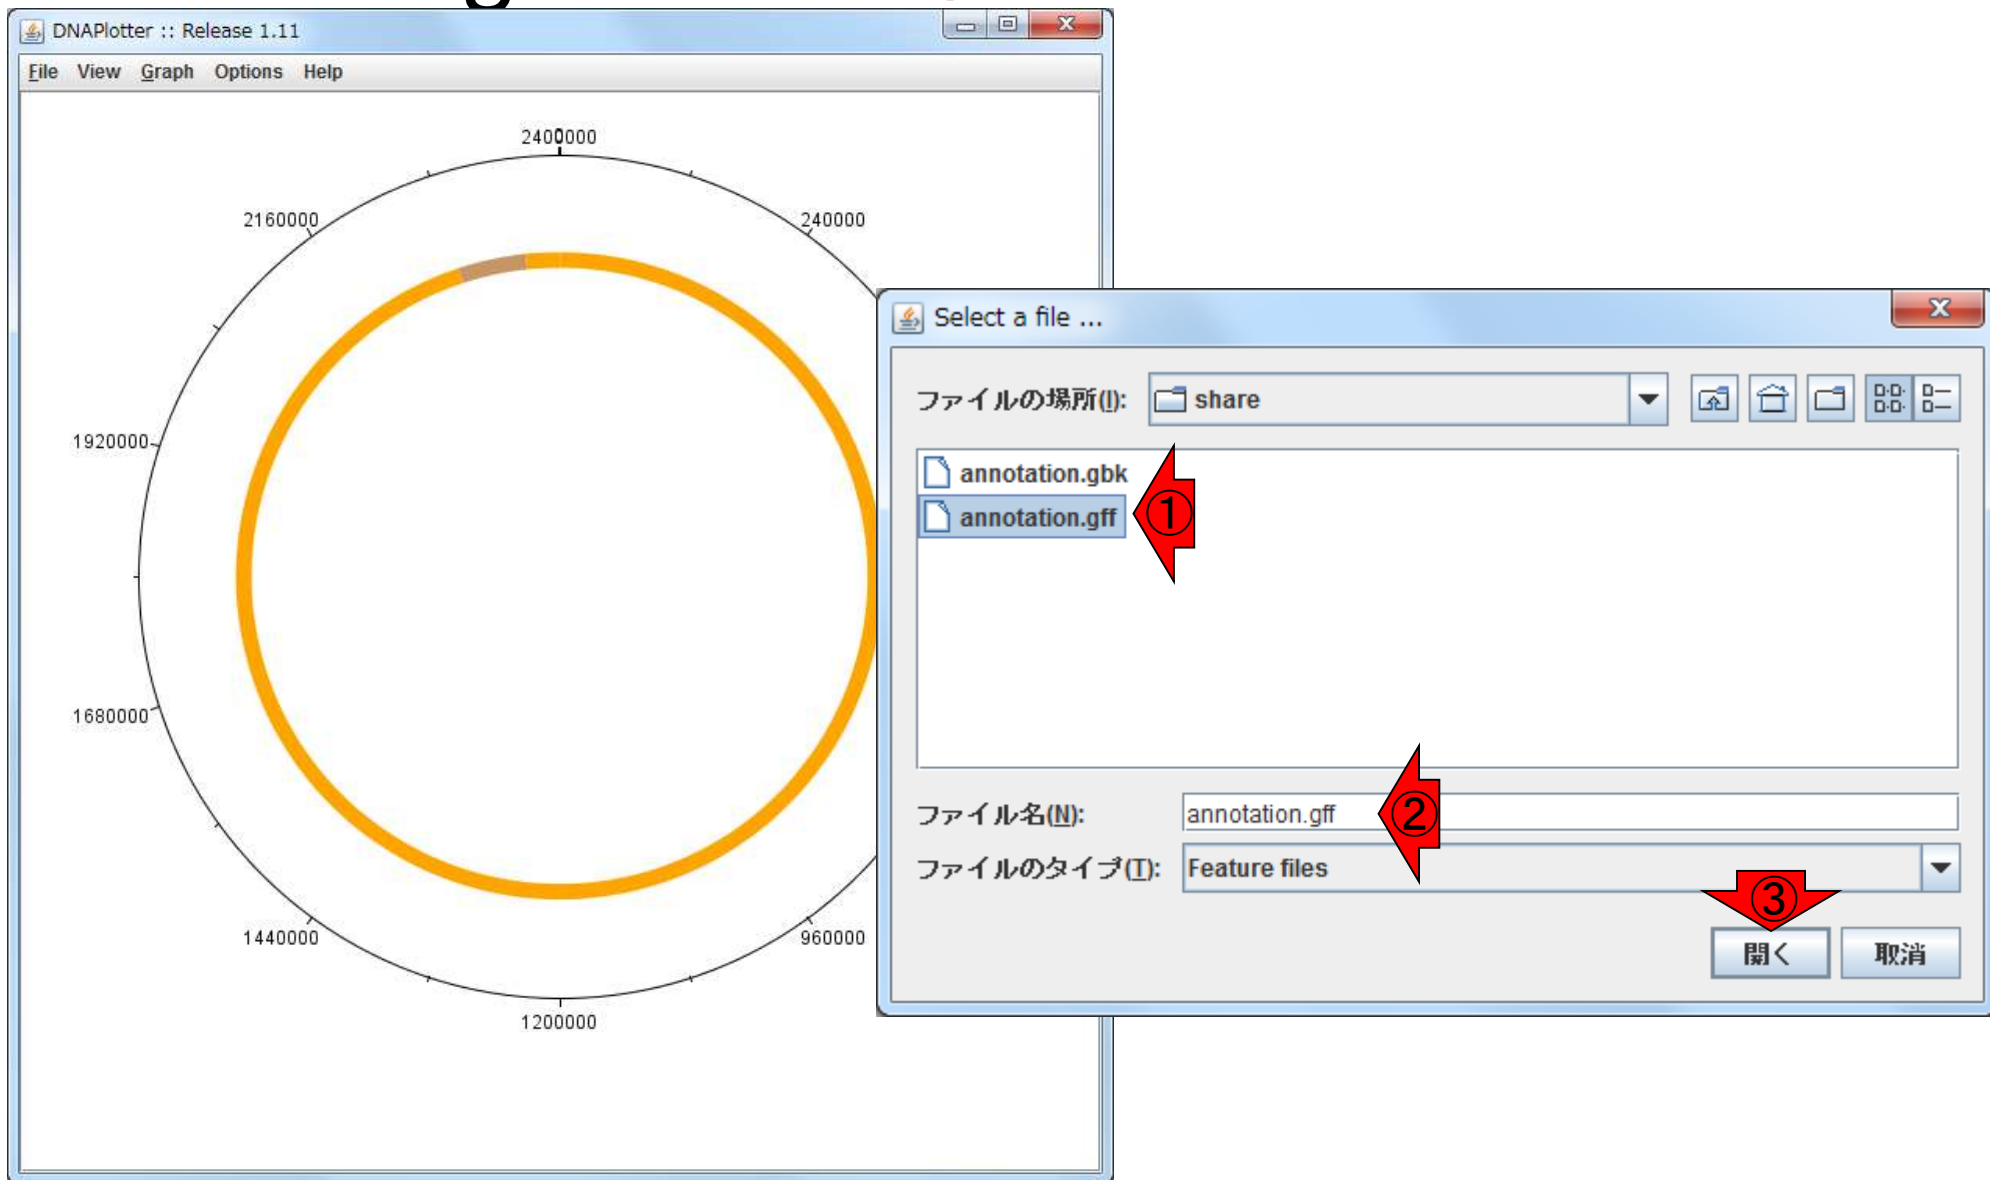 g
DNAPlotter :: Release 1.11
File View Graph Options Help
2400000
2160000
240000
1920000
1680000
1440000
960000
1200000
Select a file ...
ファイルの場所(I): share
annotation.gbk
annotation.gff
①
ファイル名(N): annotation.gff
②
ファイルのタイプ(T): Feature files
③
開く 取消